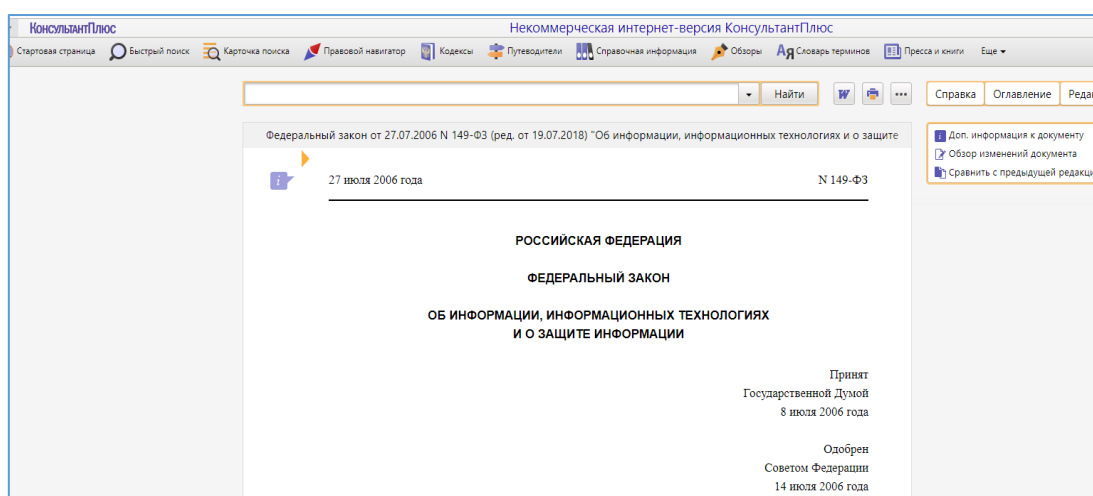 КонсультантПлюс
Некоммерческая интернет-версия КонсультантПлюс
Стартовая страница Быстрый поиск Карточка поиска Правовой навигатор Кодексы Путеводители Справочная информация Обзоры Словарь терминов Пресса и книги Еще
Найти Справка Оглавление Редак
Федеральный закон от 27.07.2006 N 149-ФЗ (ред. от 19.07.2018) "Об информации, информационных технологиях и о защите
Доп. информация к документу
Обзор изменений документа
Сравнить с предыдущей редакци
27 июля 2006 года N 149-ФЗ
РОССИЙСКАЯ ФЕДЕРАЦИЯ
ФЕДЕРАЛЬНЫЙ ЗАКОН
ОБ ИНФОРМАЦИИ, ИНФОРМАЦИОННЫХ ТЕХНОЛОГИЯХ
И О ЗАЩИТЕ ИНФОРМАЦИИ
Принят
Государственной Думой
8 июля 2006 года
Одобрен
Советом Федерации
14 июля 2006 года